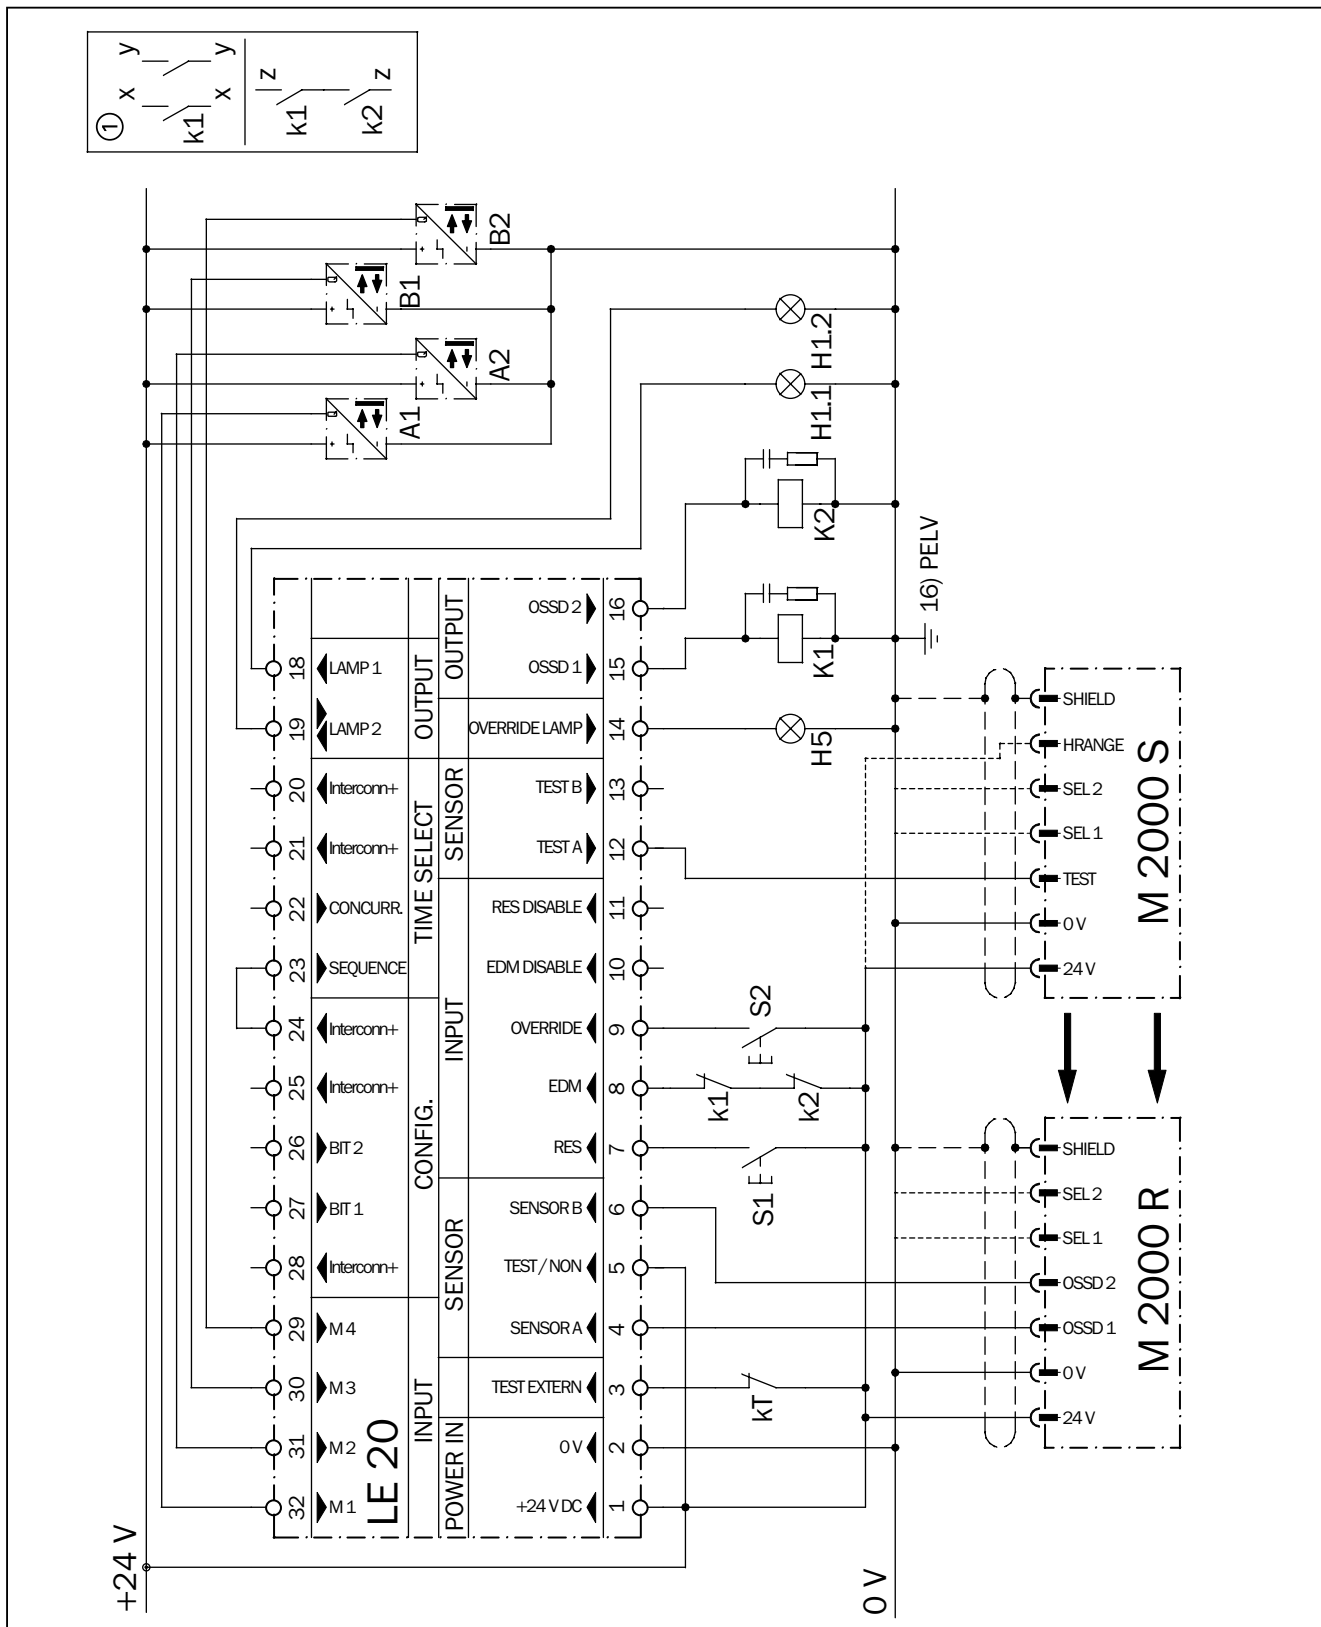 ①
x y
k1 x y
z
k1
k2 z
+24 V
A1
A2
B1
B2
LE 20
INPUT
CONFIG.
TIME SELECT
OUTPUT
32 M1
31 M2
30 M3
29 M4
28 Interconn+
27 BIT 1
26 BIT 2
25 Interconn+
24 Interconn+
23 SEQUENCE
22 CONCURR.
21 Interconn+
20 Interconn+
19 LAMP 2
18 LAMP 1
POWER IN
SENSOR
INPUT
SENSOR
OUTPUT
+24 V DC 1
0 V 2
TEST EXTERN 3
SENSOR A 4
TEST / NON 5
SENSOR B 6
RES 7
EDM 8
OVERRIDE 9
EDM DISABLE 10
RES DISABLE 11
TEST A 12
TEST B 13
OVERRIDE LAMP 14
OSSD 1 15
OSSD 2 16
kT
S1
k1
k2
S2
H5
K1
K2
H1.1
H1.2
0 V
16) PELV
24 V
0 V
OSSD 1
OSSD 2
SEL 1
SEL 2
SHIELD
M 2000 R
24 V
0 V
TEST
SEL 1
SEL 2
HRANGE
SHIELD
M 2000 S